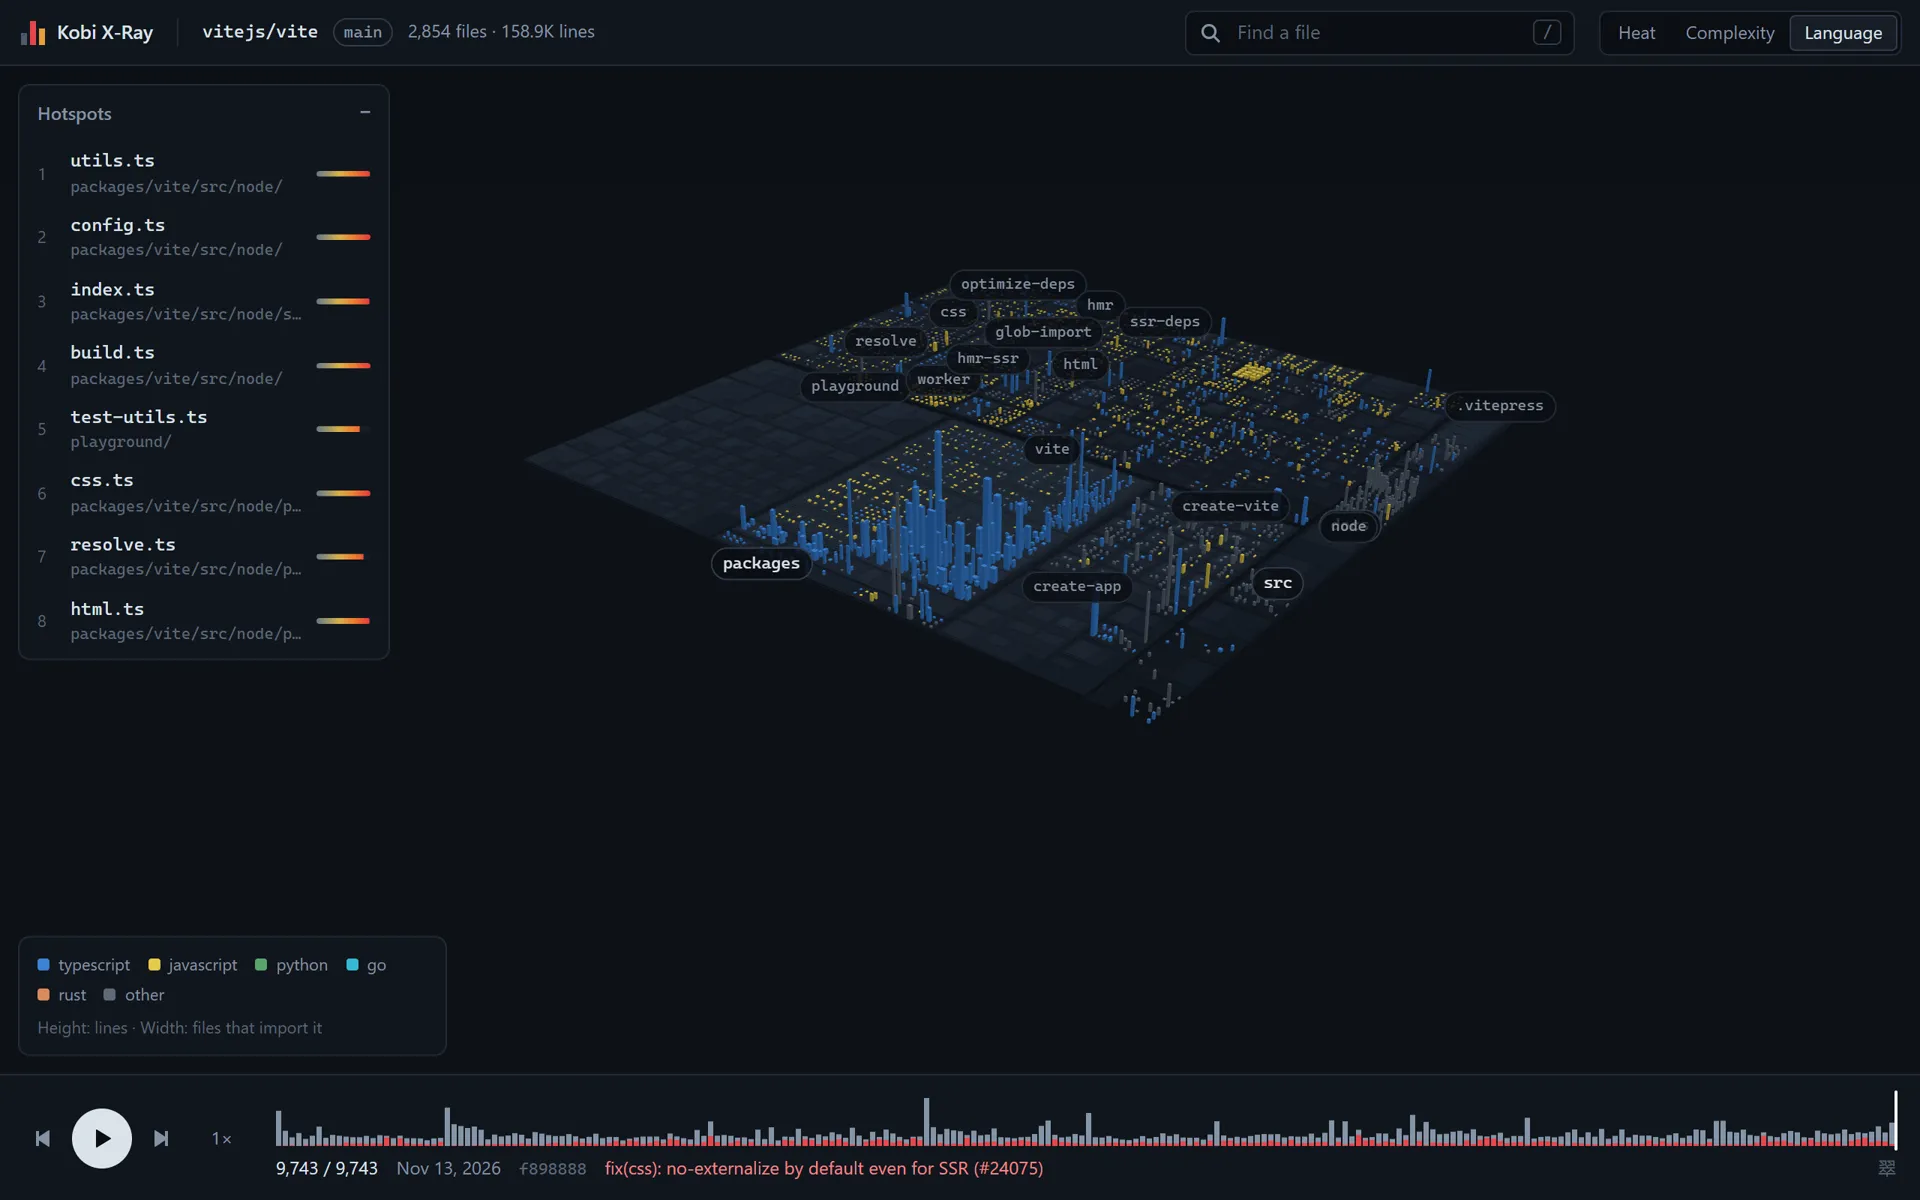 Kobi X-Ray
vitejs/vite
main
2,854 files · 158.9K lines
Find a file
/
Heat
Complexity
Language
Hotspots
−
1
utils.ts
packages/vite/src/node/
2
config.ts
packages/vite/src/node/
3
index.ts
packages/vite/src/node/s…
4
build.ts
packages/vite/src/node/
5
test-utils.ts
playground/
6
css.ts
packages/vite/src/node/p…
7
resolve.ts
packages/vite/src/node/p…
8
html.ts
packages/vite/src/node/p…
optimize-deps
hmr
css
ssr-deps
glob-import
resolve
hmr-ssr
html
worker
playground
.vitepress
vite
create-vite
node
packages
create-app
src
typescript
javascript
python
go
rust
other
Height: lines · Width: files that import it
1×
9,743 / 9,743
Nov 13, 2026
f898888
fix(css): no-externalize by default even for SSR (#24075)